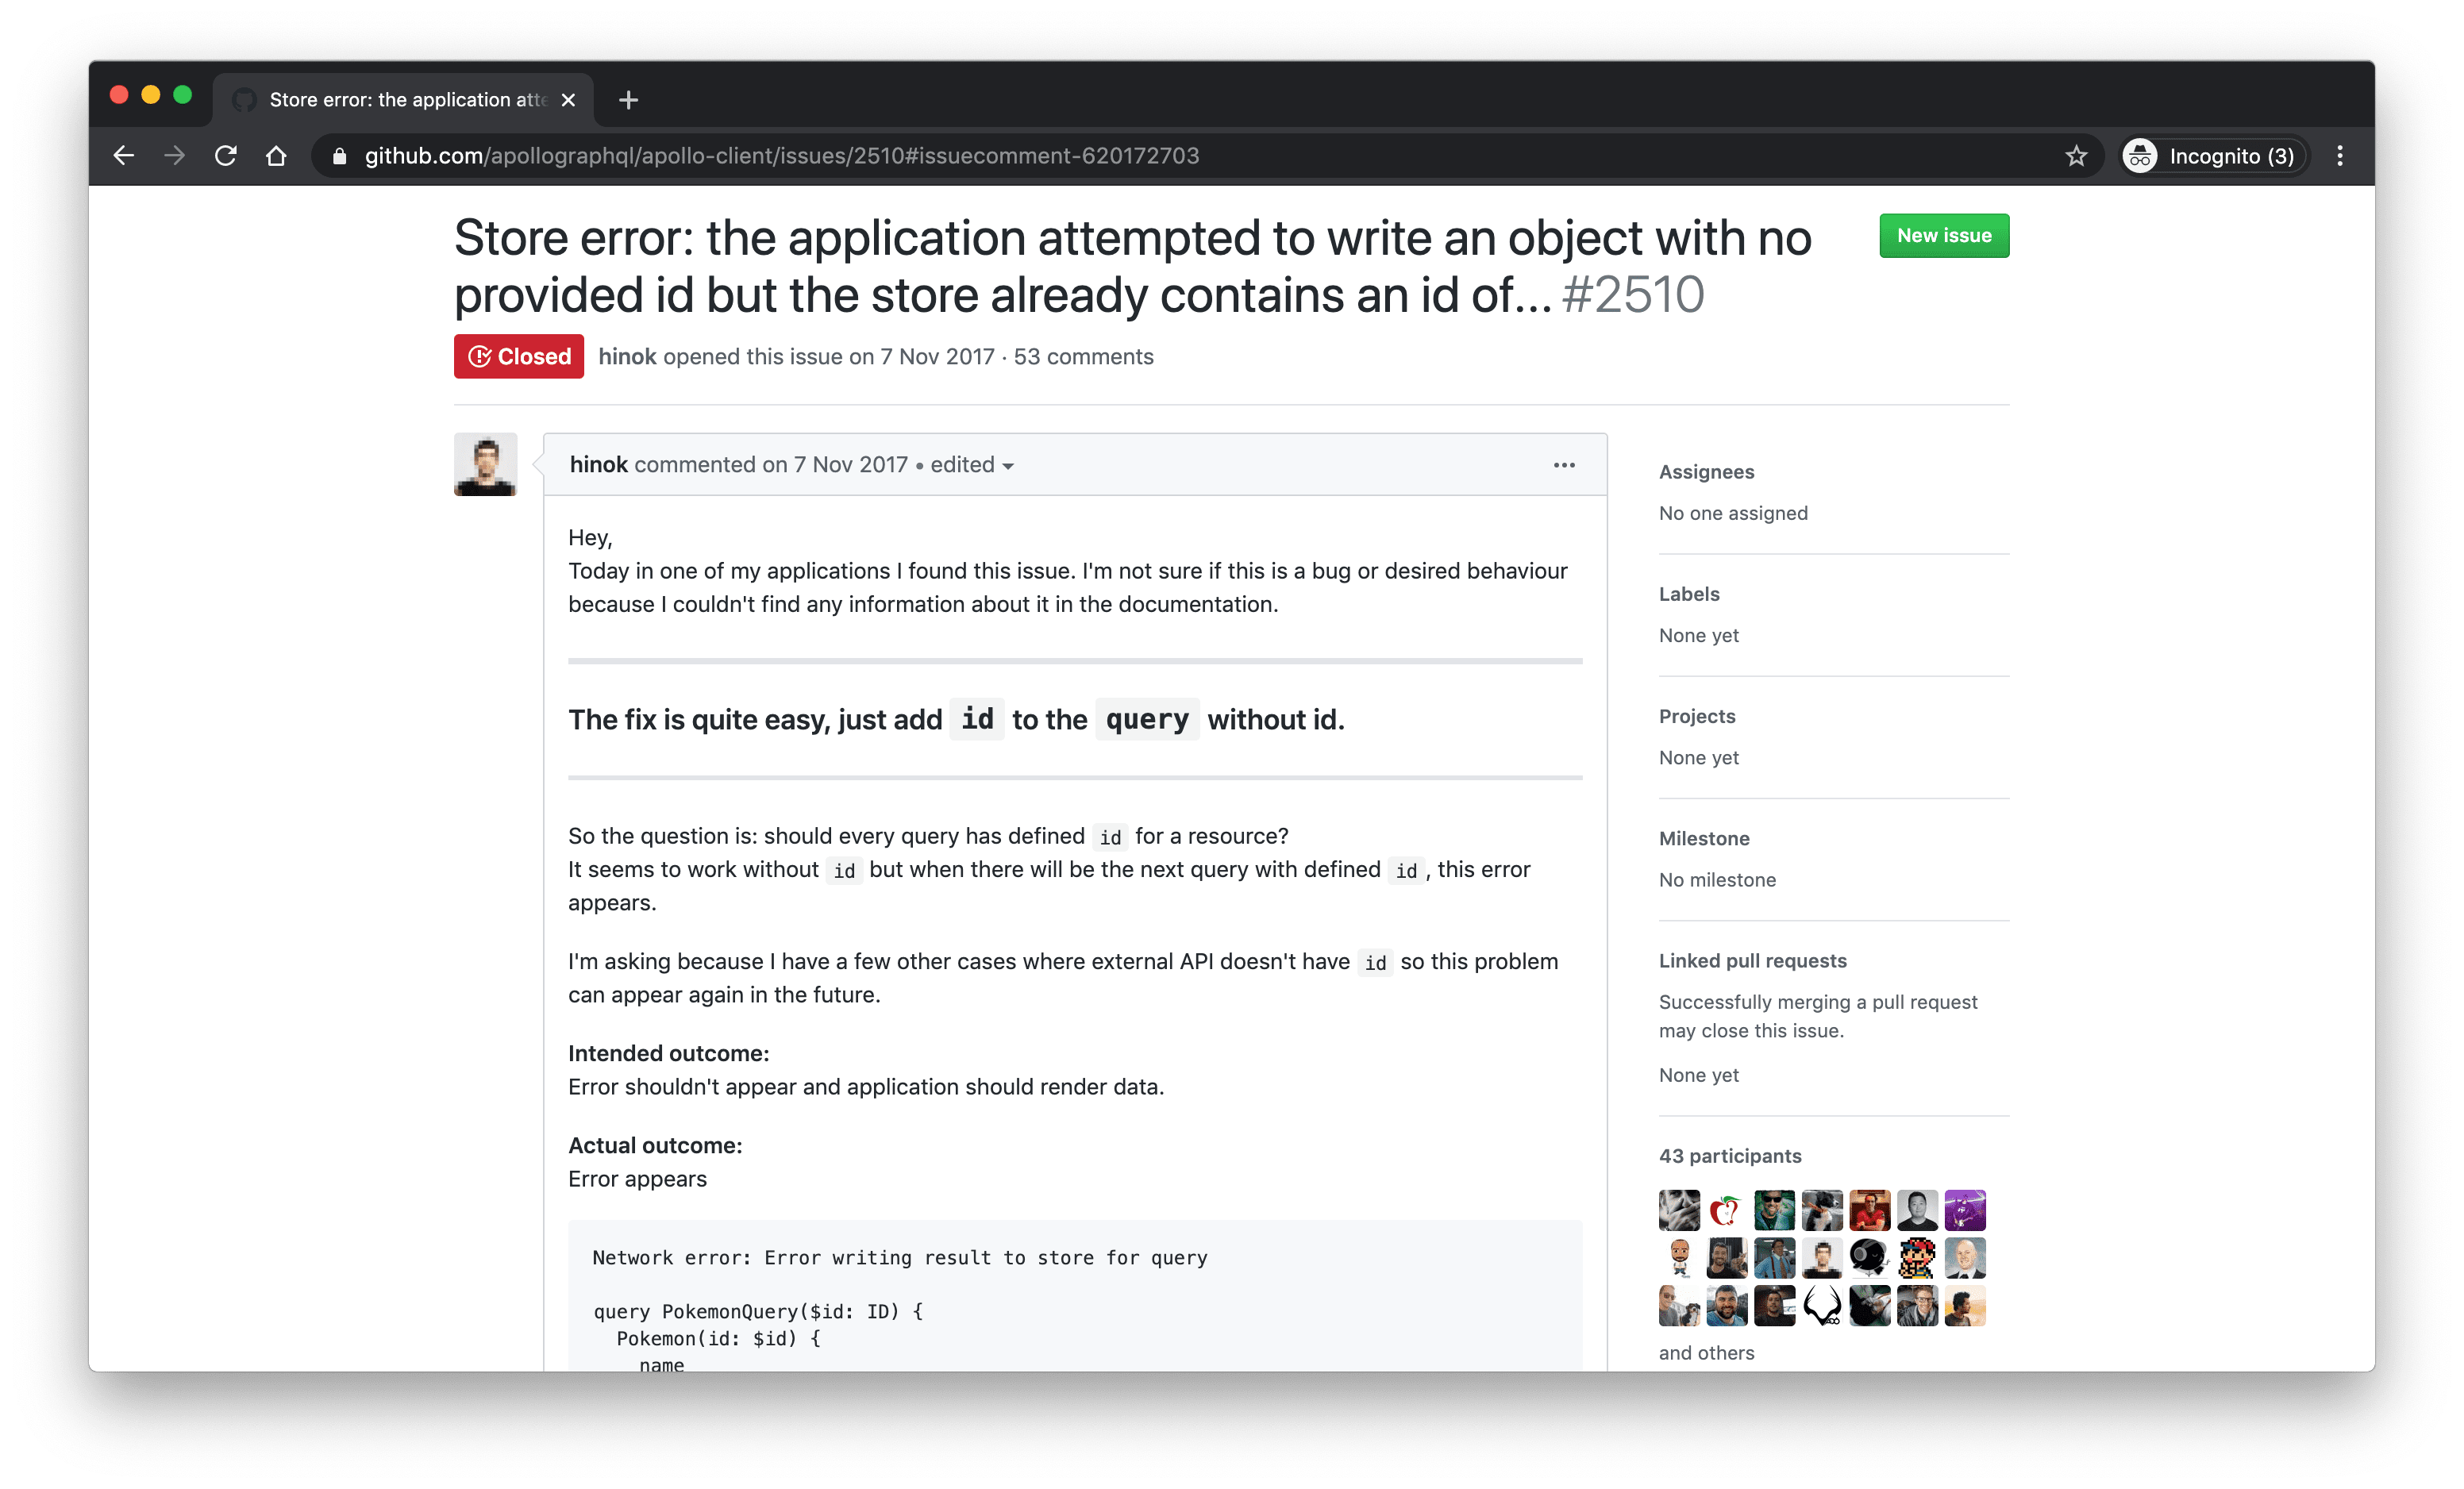 Store error: the application atte
github.com/apollographql/apollo-client/issues/2510#issuecomment-620172703
Incognito (3)
Store error: the application attempted to write an object with no
provided id but the store already contains an id of... #2510
New issue
Closed
hinok opened this issue on 7 Nov 2017 · 53 comments
hinok commented on 7 Nov 2017 • edited
Hey,
Today in one of my applications I found this issue. I'm not sure if this is a bug or desired behaviour
because I couldn't find any information about it in the documentation.
The fix is quite easy, just add id to the query without id.
So the question is: should every query has defined id for a resource?
It seems to work without id but when there will be the next query with defined id, this error
appears.
I'm asking because I have a few other cases where external API doesn't have id so this problem
can appear again in the future.
Intended outcome:
Error shouldn't appear and application should render data.
Actual outcome:
Error appears
Network error: Error writing result to store for query
query PokemonQuery($id: ID) {
Pokemon(id: $id) {
name
Assignees
No one assigned
Labels
None yet
Projects
None yet
Milestone
No milestone
Linked pull requests
Successfully merging a pull request
may close this issue.
None yet
43 participants
and others